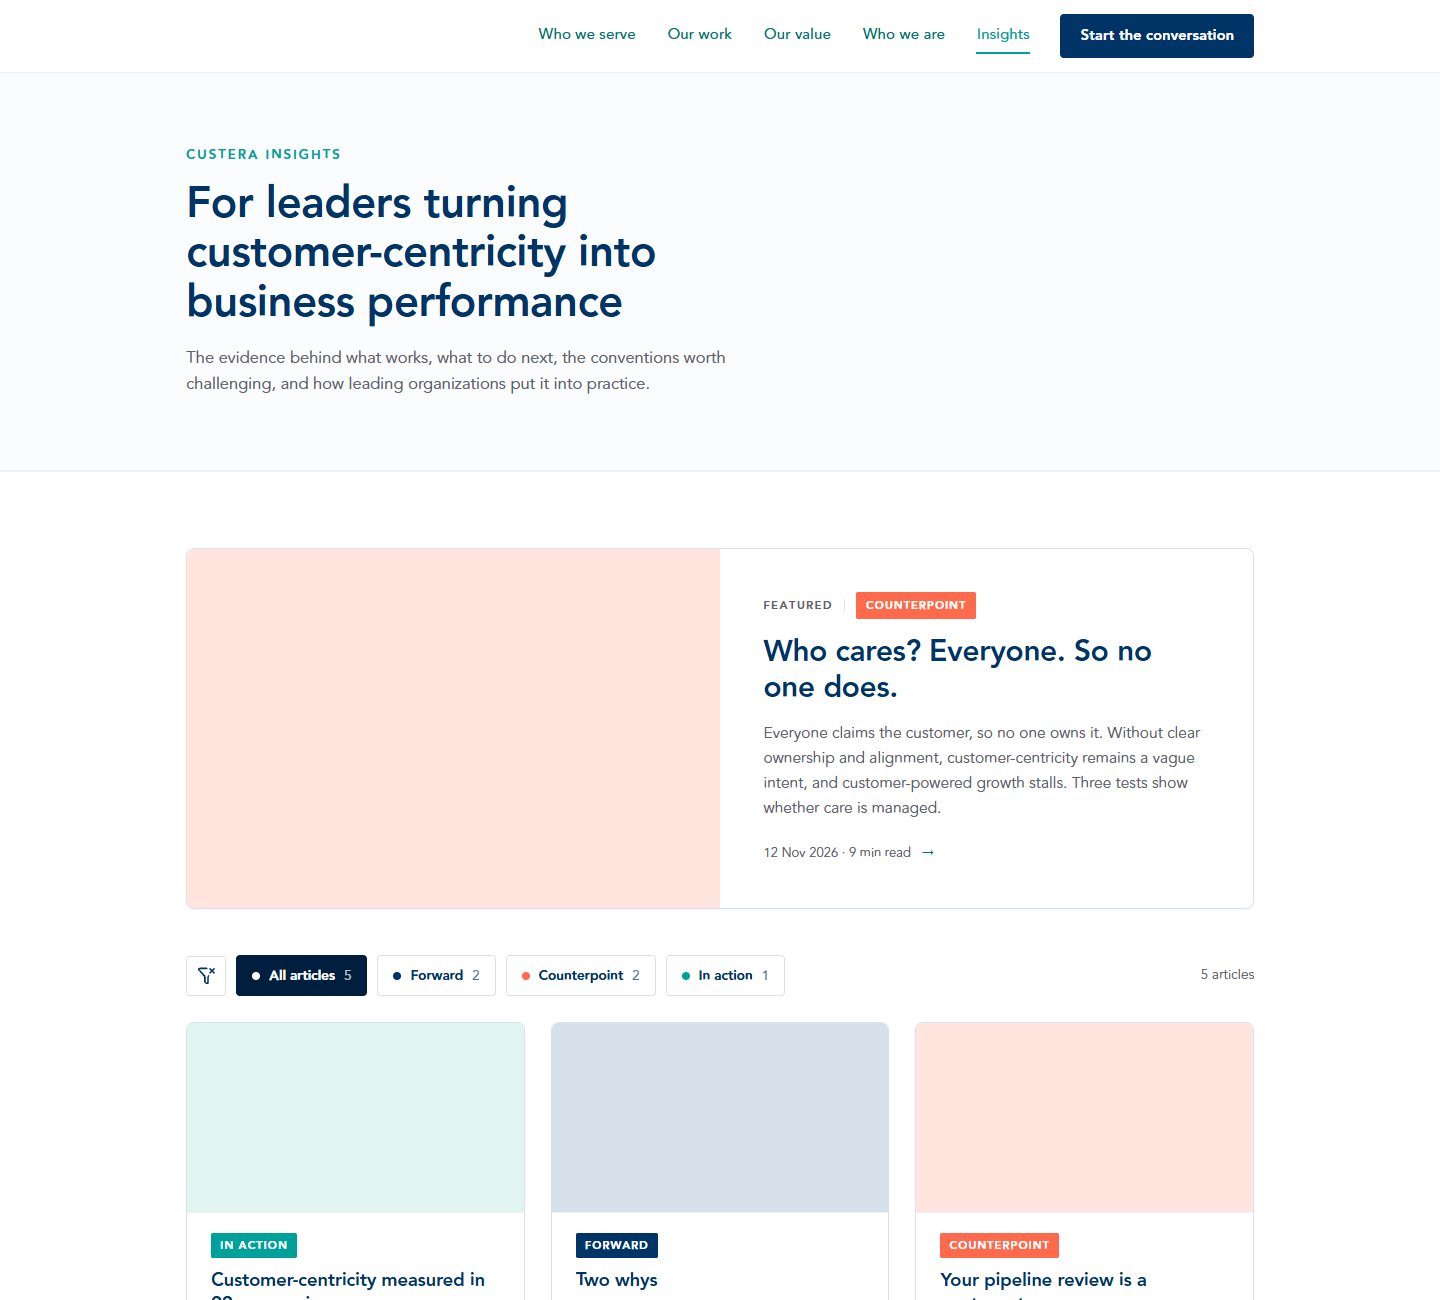 Who we serve
Our work
Our value
Who we are
Insights
Start the conversation
CUSTERA INSIGHTS
For leaders turning
customer-centricity into
business performance
The evidence behind what works, what to do next, the conventions worth
challenging, and how leading organizations put it into practice.
FEATURED
COUNTERPOINT
Who cares? Everyone. So no
one does.
Everyone claims the customer, so no one owns it. Without clear
ownership and alignment, customer-centricity remains a vague
intent, and customer-powered growth stalls. Three tests show
whether care is managed.
12 Nov 2026 · 9 min read →
All articles 5
Forward 2
Counterpoint 2
In action 1
5 articles
IN ACTION
Customer-centricity measured in
FORWARD
Two whys
COUNTERPOINT
Your pipeline review is a